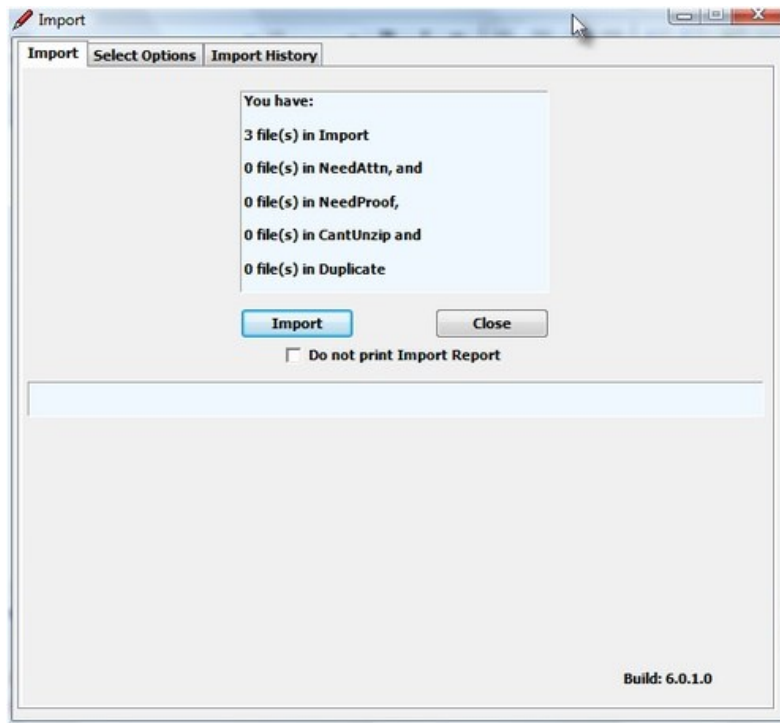 Import
Import Select Options Import History
You have:
3 file(s) in Import
0 file(s) in NeedAttn, and
0 file(s) in NeedProof,
0 file(s) in CantUnzip and
0 file(s) in Duplicate
Import Close
Do not print Import Report
Build: 6.0.1.0